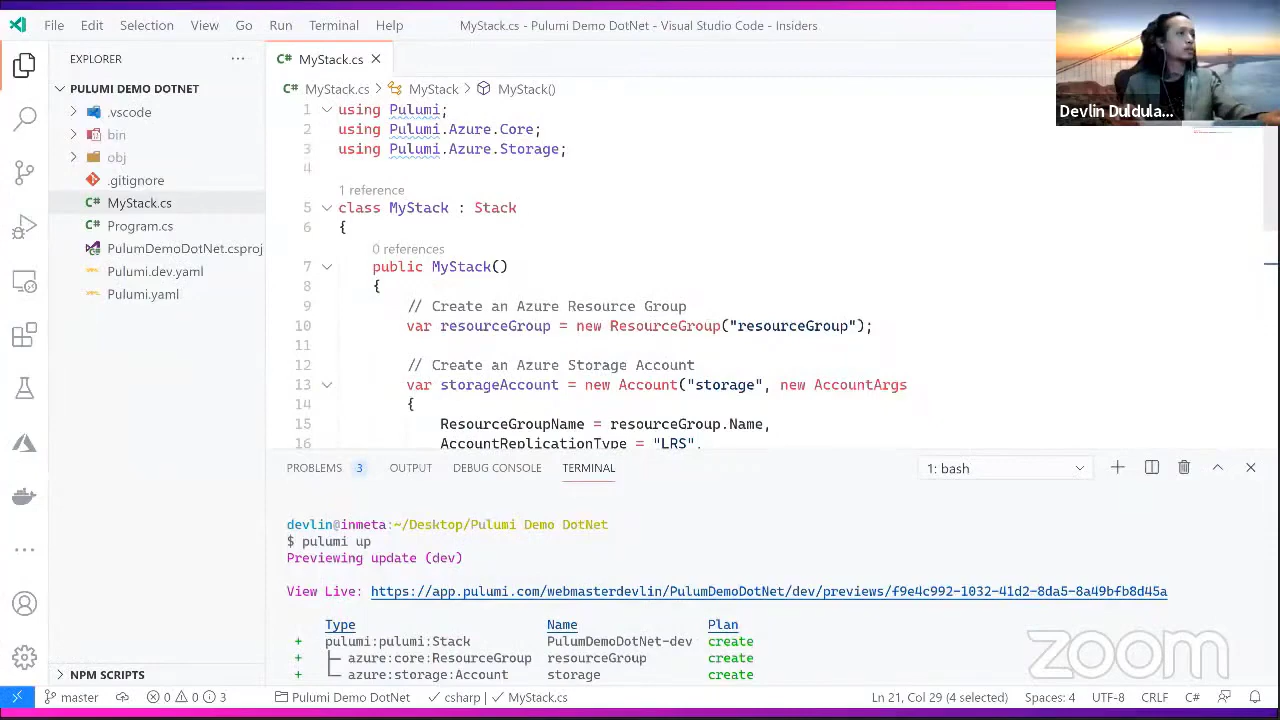 File Edit Selection View Go Run Terminal Help MyStack.cs - Pulumi Demo DotNet - Visual Studio Code - Insiders
Devlin Duldula...
EXPLORER ···
PULUMI DEMO DOTNET
.vscode
bin
obj
.gitignore
MyStack.cs
Program.cs
PulumDemoDotNet.csproj
Pulumi.dev.yaml
Pulumi.yaml
NPM SCRIPTS
C# MyStack.cs
C# MyStack.cs > MyStack > MyStack()
1 using Pulumi;
2 using Pulumi.Azure.Core;
3 using Pulumi.Azure.Storage;
4
1 reference
5 class MyStack : Stack
6 {
0 references
7 public MyStack()
8 {
9 // Create an Azure Resource Group
10 var resourceGroup = new ResourceGroup("resourceGroup");
11
12 // Create an Azure Storage Account
13 var storageAccount = new Account("storage", new AccountArgs
14 {
15 ResourceGroupName = resourceGroup.Name,
16 AccountReplicationType = "LRS",
PROBLEMS 3 OUTPUT DEBUG CONSOLE TERMINAL 1: bash
devlin@inmeta:~/Desktop/Pulumi Demo DotNet
$ pulumi up
Previewing update (dev)
View Live: https://app.pulumi.com/webmasterdevlin/PulumDemoDotNet/dev/previews/f9e4c992-1032-41d2-8da5-8a49bfb8d45a
Type Name Plan
+ pulumi:pulumi:Stack PulumDemoDotNet-dev create
+ ├─ azure:core:ResourceGroup resourceGroup create
+ ├─ azure:storage:Account storage create
zoom
master 0 0 3 Pulumi Demo DotNet csharp | MyStack.cs Ln 21, Col 29 (4 selected) Spaces: 4 UTF-8 CRLF C#